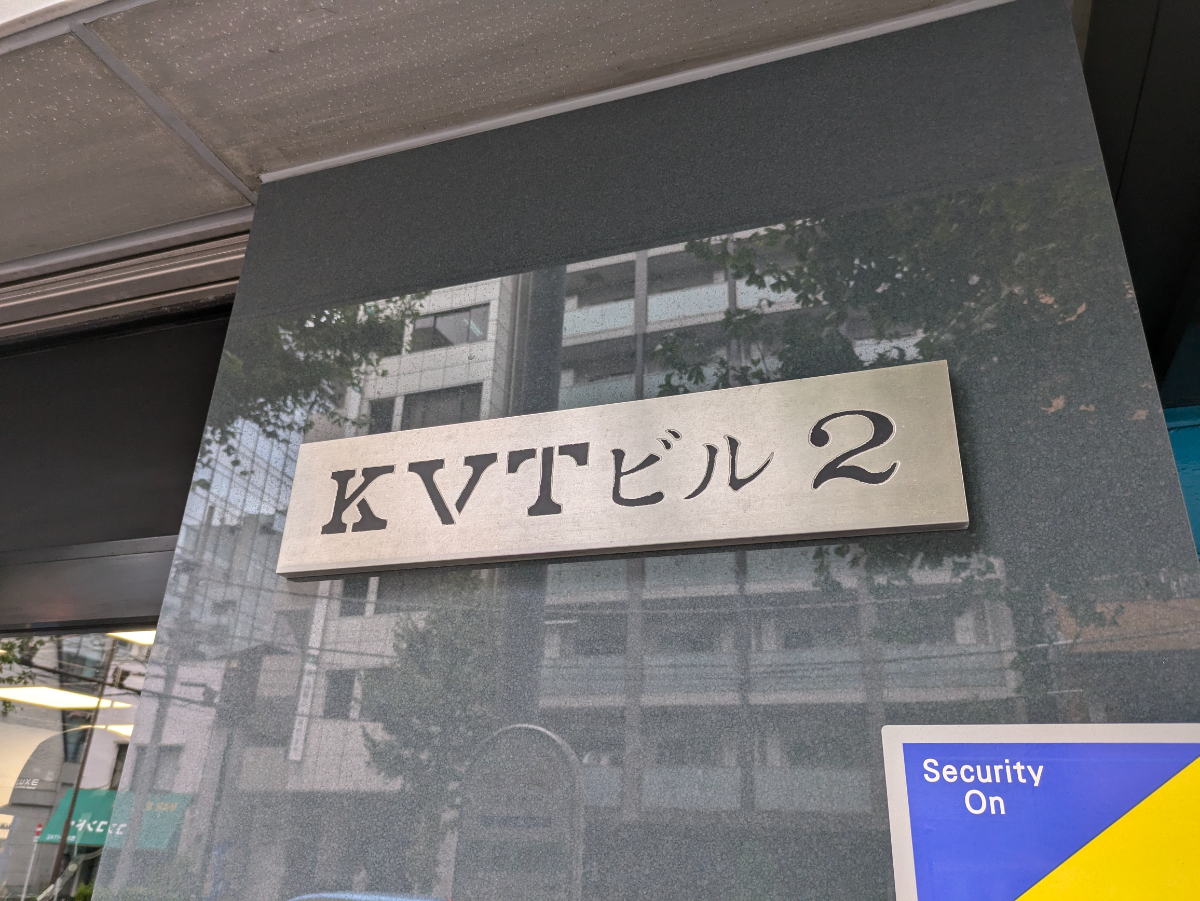 KVTビル 2
Security
On